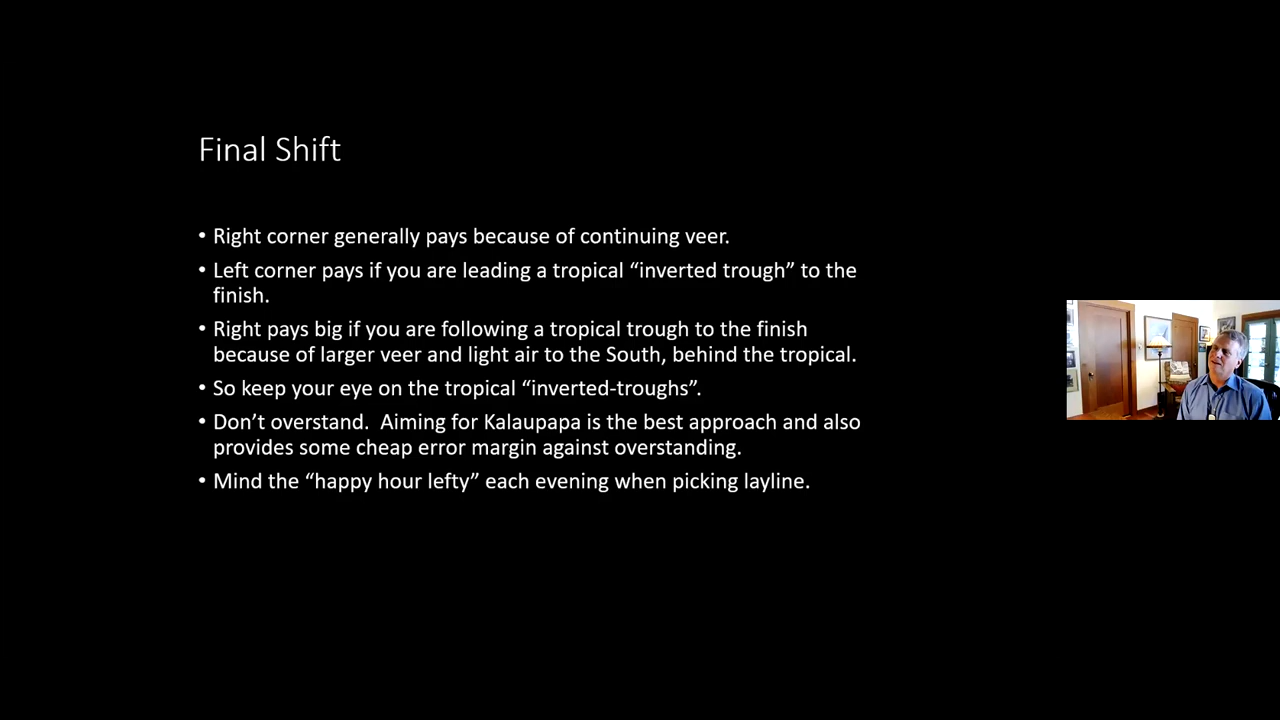 Final Shift
• Right corner generally pays because of continuing veer.
• Left corner pays if you are leading a tropical “inverted trough” to the
finish.
• Right pays big if you are following a tropical trough to the finish
because of larger veer and light air to the South, behind the tropical.
• So keep your eye on the tropical “inverted-troughs”.
• Don’t overstand.  Aiming for Kalaupapa is the best approach and also
provides some cheap error margin against overstanding.
• Mind the “happy hour lefty” each evening when picking layline.